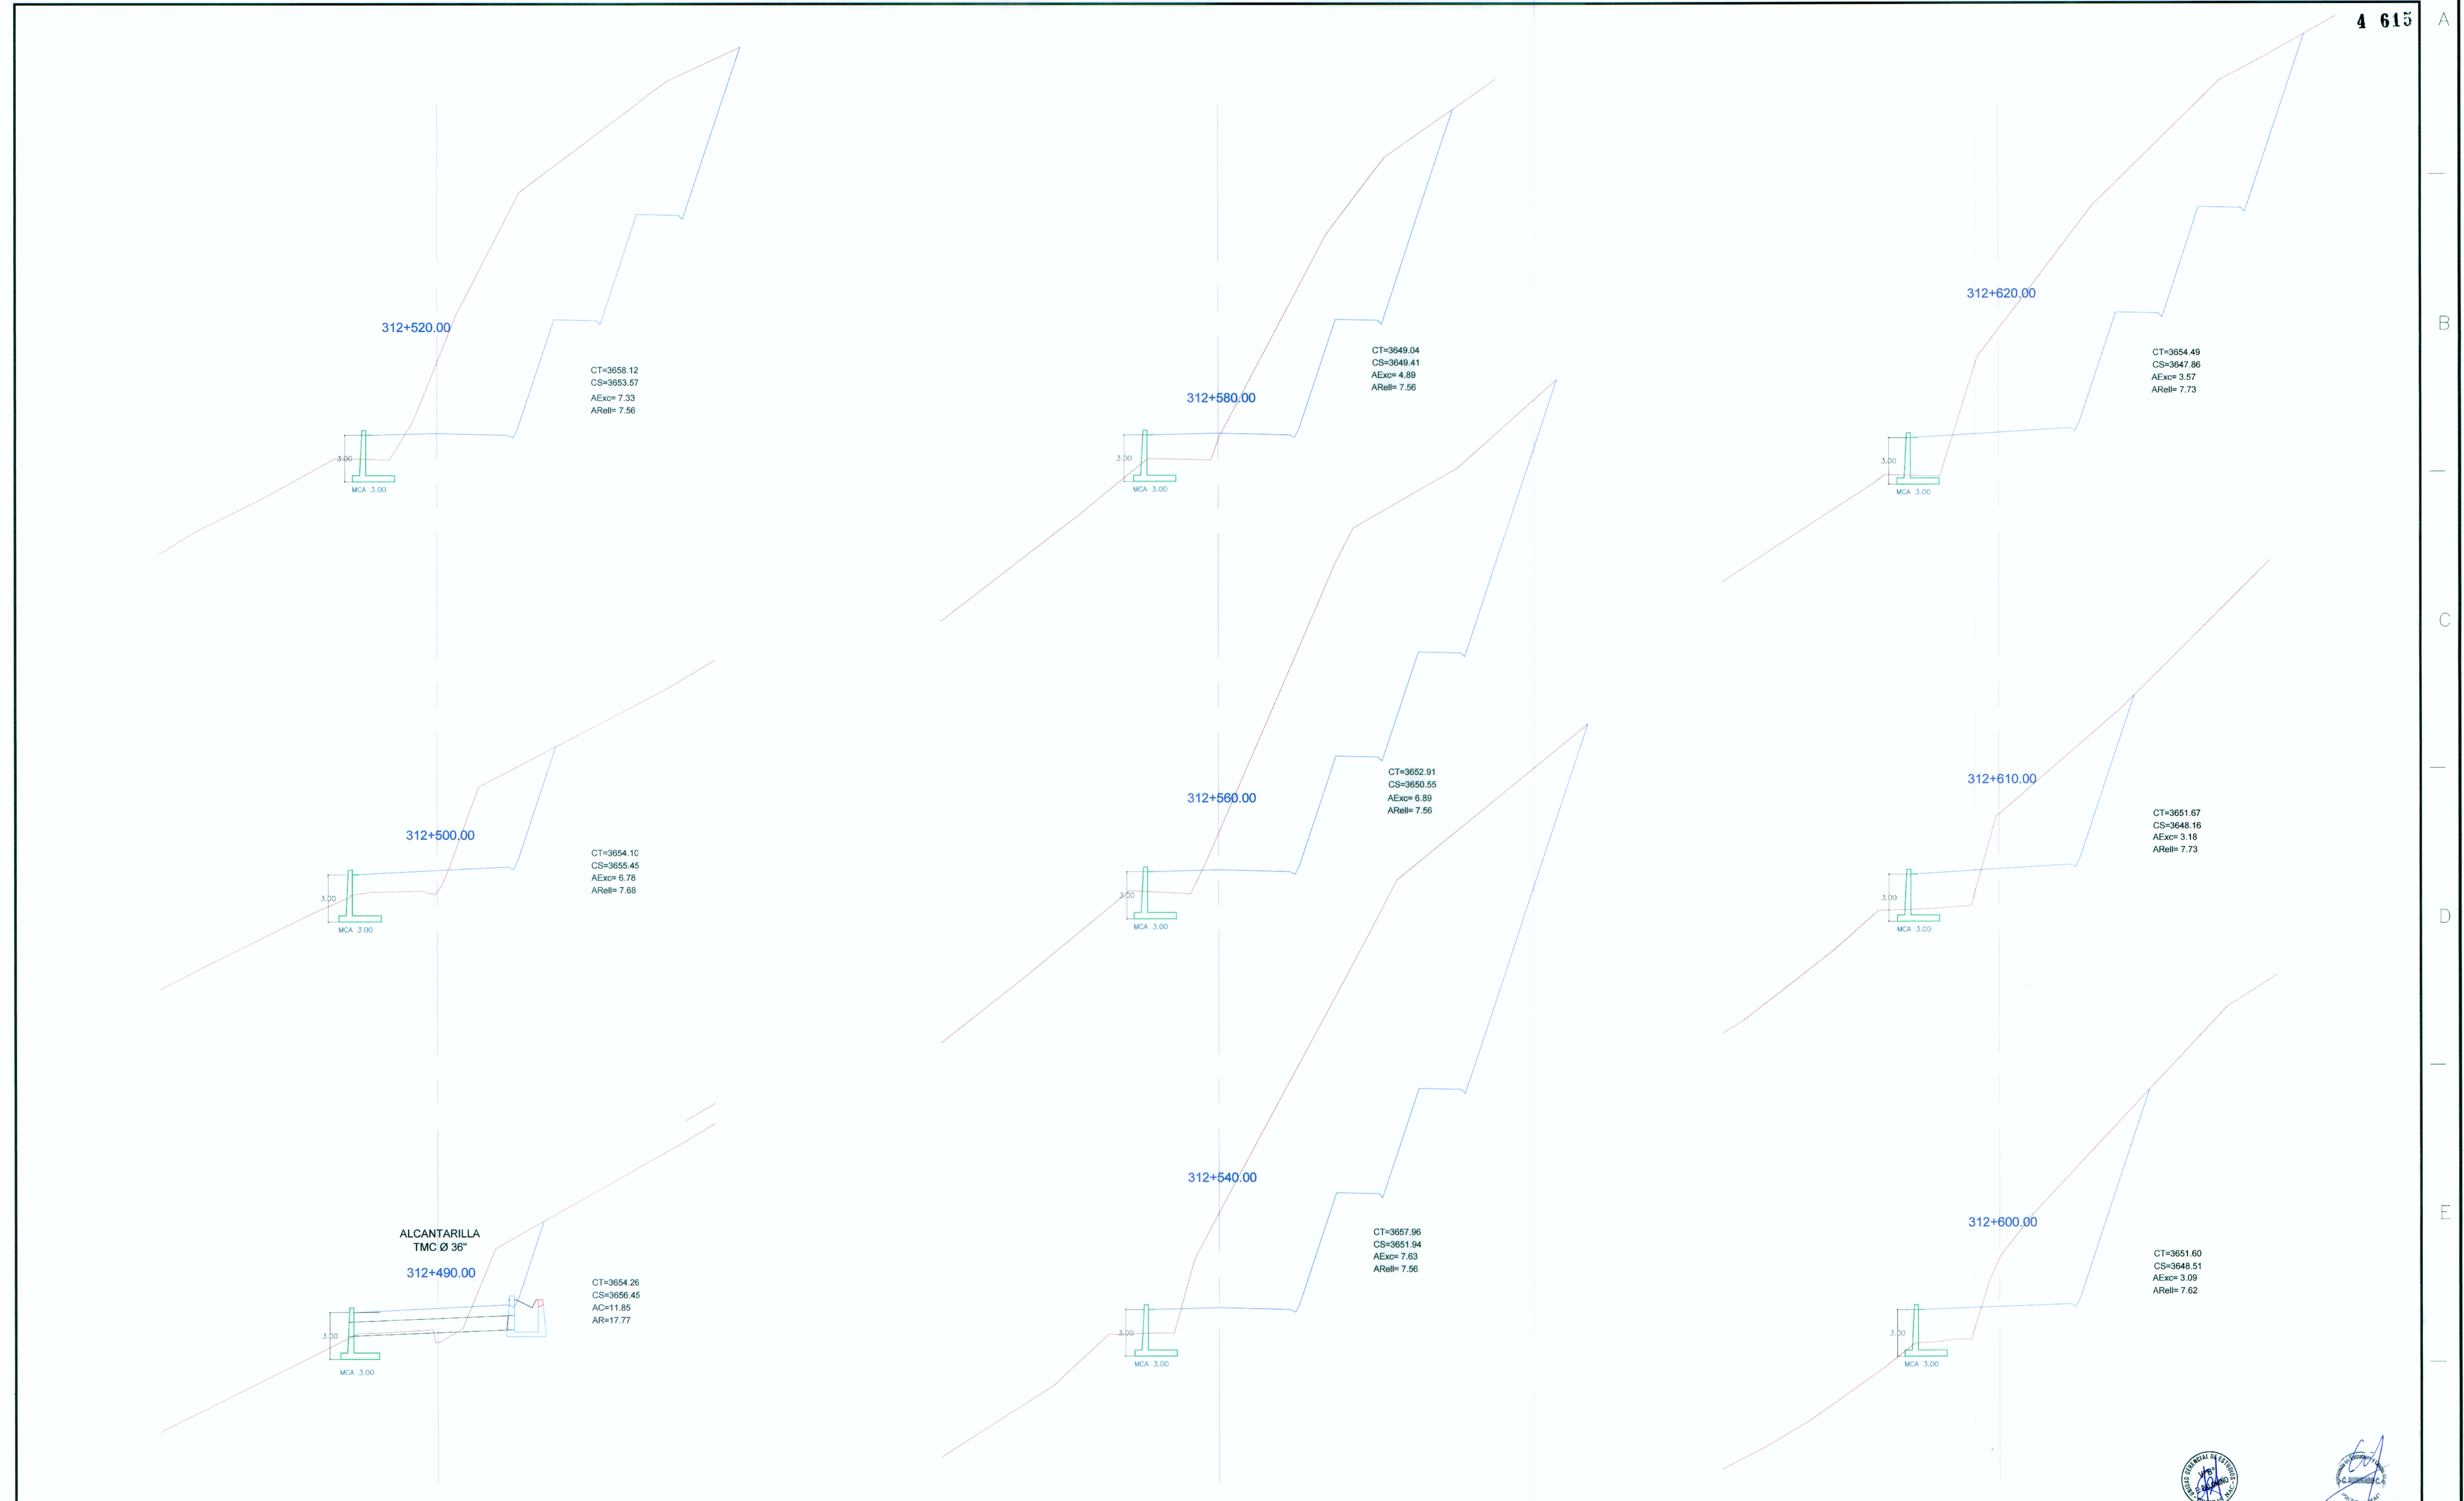 4 615
A
312+520.00
CT=3658.12
CS=3653.57
AExc= 7.33
ARell= 7.56
3.00
MCA 3.00
312+580.00
CT=3649.04
CS=3649.41
AExc= 4.89
ARell= 7.56
3.00
MCA 3.00
312+620.00
CT=3654.49
CS=3647.86
AExc= 3.57
ARell= 7.73
3.00
MCA 3.00
B
C
312+500.00
CT=3654.10
CS=3655.45
AExc= 6.78
ARell= 7.68
3.00
MCA 3.00
312+560.00
CT=3652.91
CS=3650.55
AExc= 6.89
ARell= 7.56
3.00
MCA 3.00
312+610.00
CT=3651.67
CS=3648.16
AExc= 3.18
ARell= 7.73
3.00
MCA 3.00
D
ALCANTARILLA
TMC Ø 36"
312+490.00
CT=3654.26
CS=3656.45
AC=11.85
AR=17.77
3.00
MCA 3.00
312+540.00
CT=3657.96
CS=3651.94
AExc= 7.63
ARell= 7.56
3.00
MCA 3.00
312+600.00
CT=3651.60
CS=3648.51
AExc= 3.09
ARell= 7.62
3.00
MCA 3.00
E
UNIDAD GERENCIAL DE ESTUDIOS
VºBº